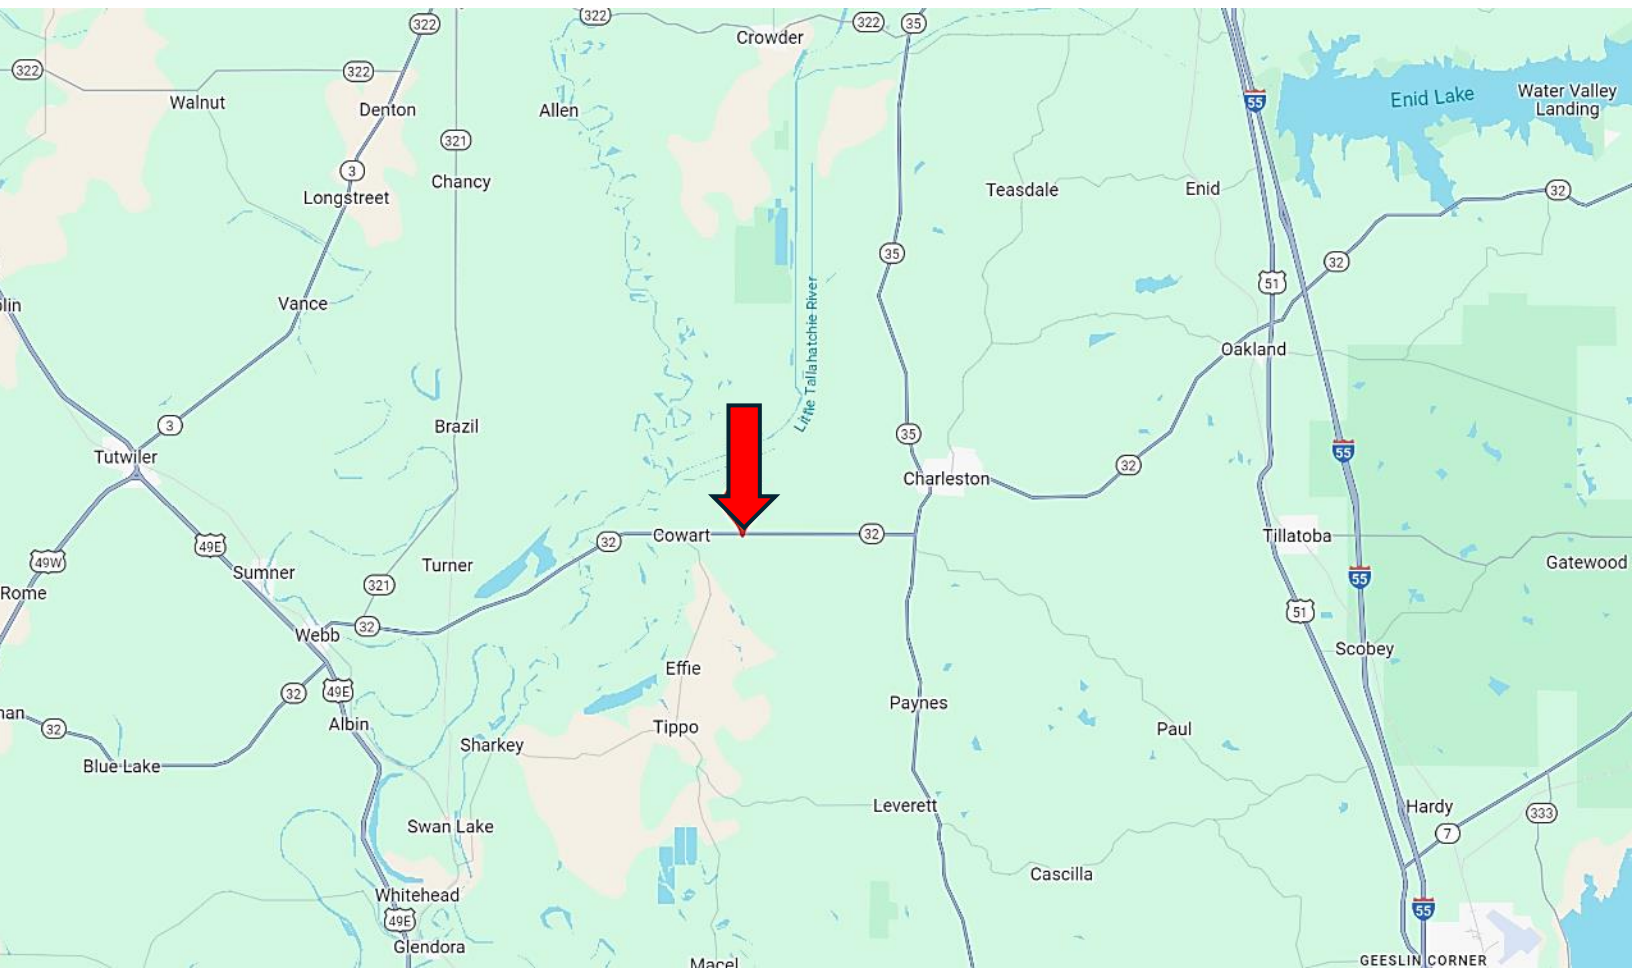 322
322
Crowder
322
35
322
322
Walnut
Denton
Allen
55
Enid Lake
Water Valley
Landing
321
3
Chancy
Longstreet
Teasdale
Enid
32
35
32
51
lin
Vance
Little Tallahatchie River
Oakland
3
Brazil
35
Tutwiler
Charleston
32
55
49E
32
Cowart
32
Tillatoba
49W
Sumner
Turner
321
55
Gatewood
Rome
51
Webb
32
Scobey
Effie
32
49E
nan
32
Albin
Paynes
Tippo
Paul
Sharkey
Blue Lake
Leverett
Hardy
333
7
Swan Lake
Cascilla
Whitehead
49E
55
Glendora
GEESLIN CORNER
Macel